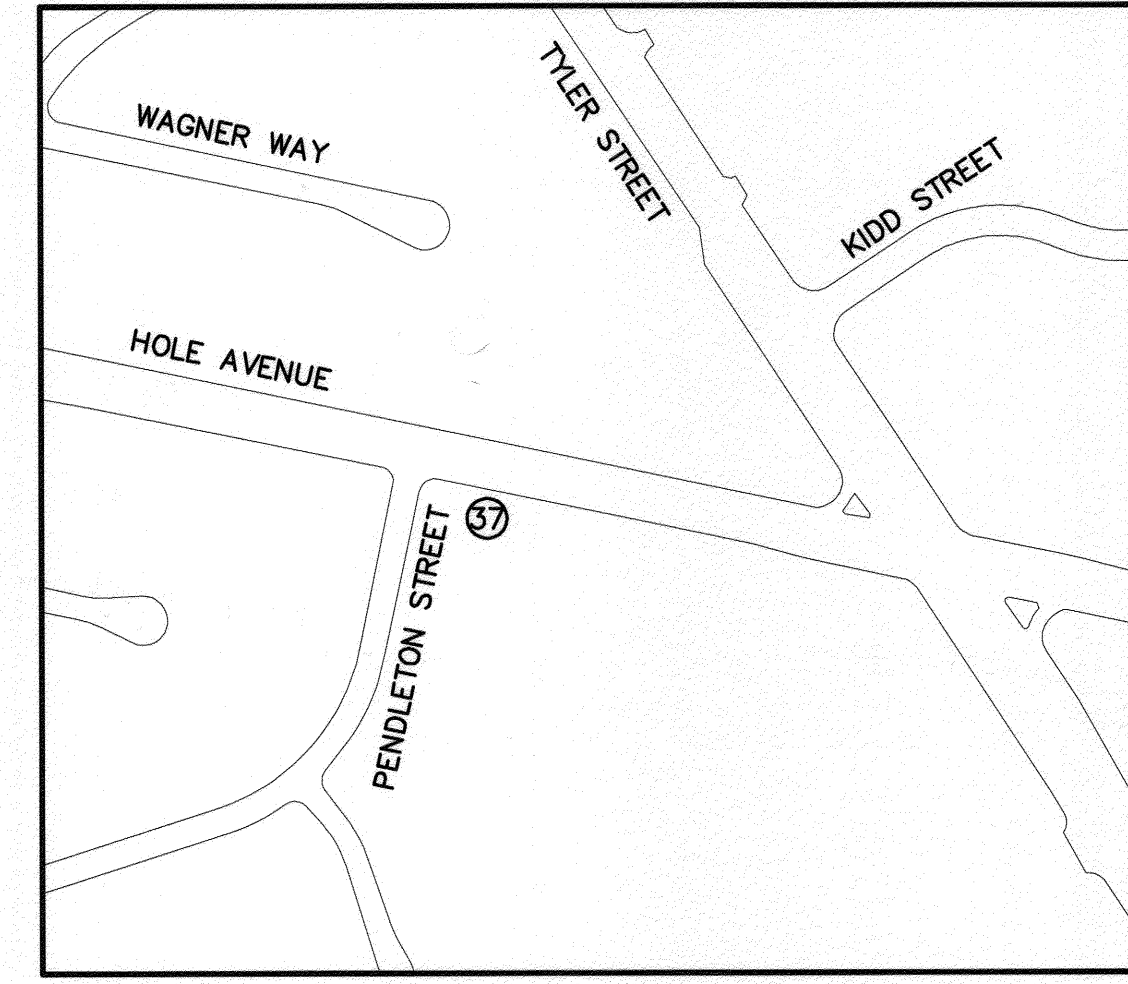 TYLER STREET
WAGNER WAY
KIDD STREET
HOLE AVENUE
37
PENDLETON STREET